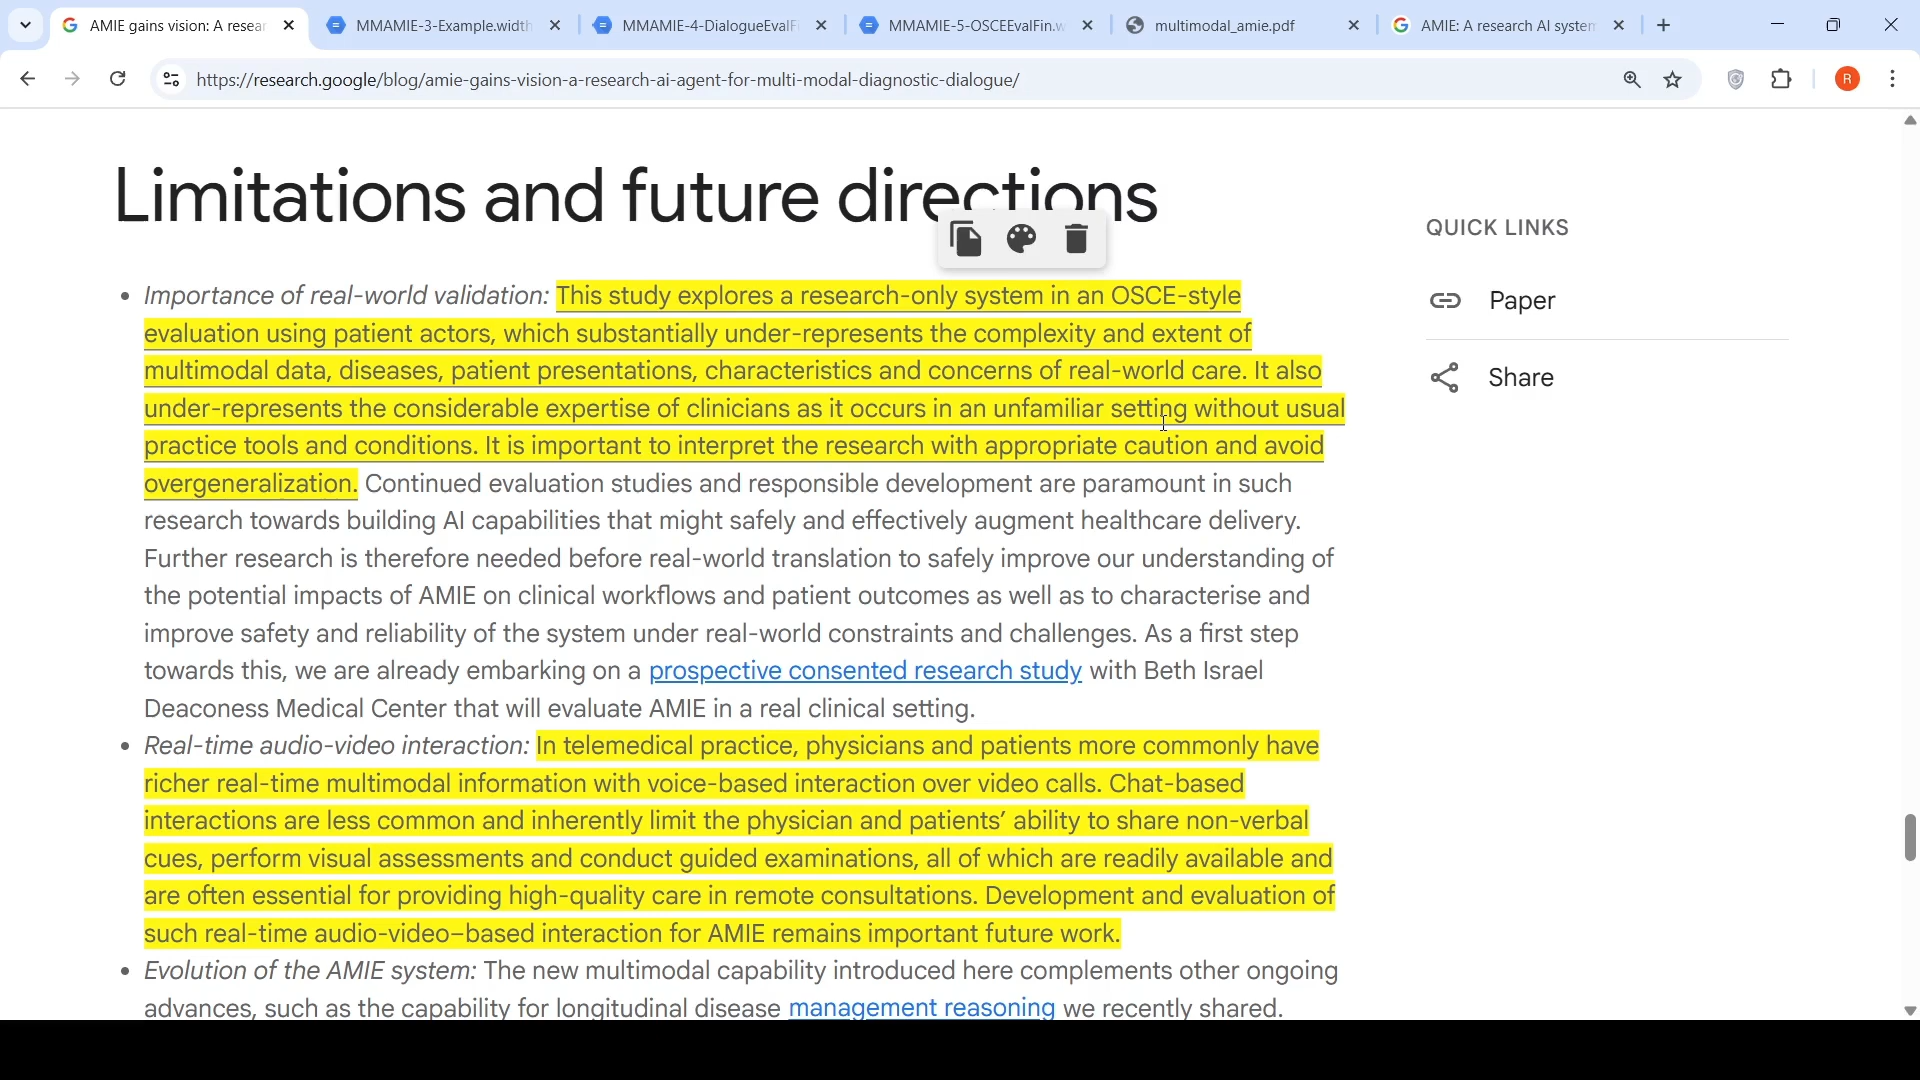 AMIE gains vision: A resear
MMAMIE-3-Example.width
MMAMIE-4-DialogueEvalF
MMAMIE-5-OSCEEvalFin.w
multimodal_amie.pdf
AMIE: A research AI system
https://research.google/blog/amie-gains-vision-a-research-ai-agent-for-multi-modal-diagnostic-dialogue/
R
Limitations and future directions
QUICK LINKS
Paper
Share
• Importance of real-world validation: This study explores a research-only system in an OSCE-style
evaluation using patient actors, which substantially under-represents the complexity and extent of
multimodal data, diseases, patient presentations, characteristics and concerns of real-world care. It also
under-represents the considerable expertise of clinicians as it occurs in an unfamiliar setting without usual
practice tools and conditions. It is important to interpret the research with appropriate caution and avoid
overgeneralization. Continued evaluation studies and responsible development are paramount in such
research towards building AI capabilities that might safely and effectively augment healthcare delivery.
Further research is therefore needed before real-world translation to safely improve our understanding of
the potential impacts of AMIE on clinical workflows and patient outcomes as well as to characterise and
improve safety and reliability of the system under real-world constraints and challenges. As a first step
towards this, we are already embarking on a prospective consented research study with Beth Israel
Deaconess Medical Center that will evaluate AMIE in a real clinical setting.
• Real-time audio-video interaction: In telemedical practice, physicians and patients more commonly have
richer real-time multimodal information with voice-based interaction over video calls. Chat-based
interactions are less common and inherently limit the physician and patients’ ability to share non-verbal
cues, perform visual assessments and conduct guided examinations, all of which are readily available and
are often essential for providing high-quality care in remote consultations. Development and evaluation of
such real-time audio-video–based interaction for AMIE remains important future work.
• Evolution of the AMIE system: The new multimodal capability introduced here complements other ongoing
advances, such as the capability for longitudinal disease management reasoning we recently shared.